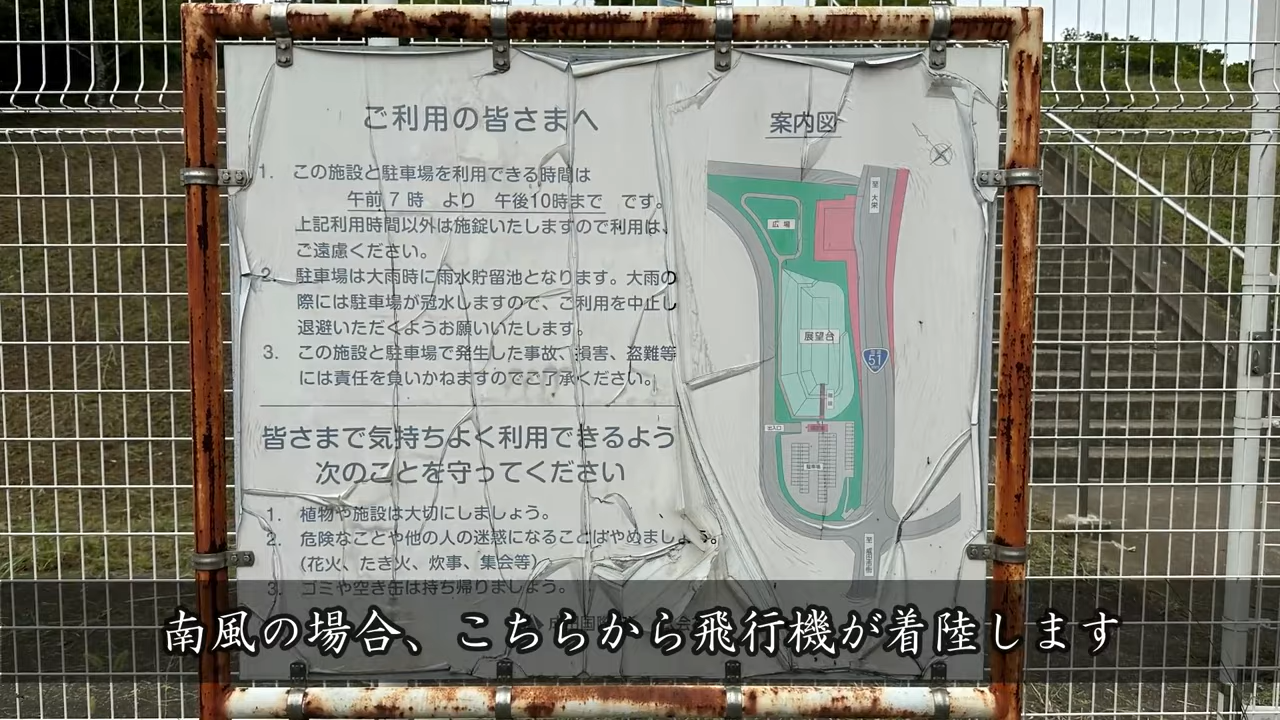 ご利用の皆さまへ
1. この施設と駐車場を利用できる時間は
午前7時 より 午後10時まで です。
上記利用時間以外は施錠いたしますので利用は、
ご遠慮ください。
2. 駐車場は大雨時に雨水貯留池となります。大雨の
際には駐車場が冠水しますので、ご利用を中止し
退避いただくようお願いいたします。
3. この施設と駐車場で発生した事故、損害、盗難等
には責任を負いかねますのでご了承ください。
皆さまで気持ちよく利用できるよう
次のことを守ってください
1. 植物や施設は大切にしましょう。
2. 危険なことや他の人の迷惑になることはやめましょう。
(花火、たき火、炊事、集会等)
3. ゴミや空き缶は持ち帰りましょう。
案内図
至 大栄
広場
展望台
51
出入口
駐車場
至 成田市街
南風の場合、こちらから飛行機が着陸します